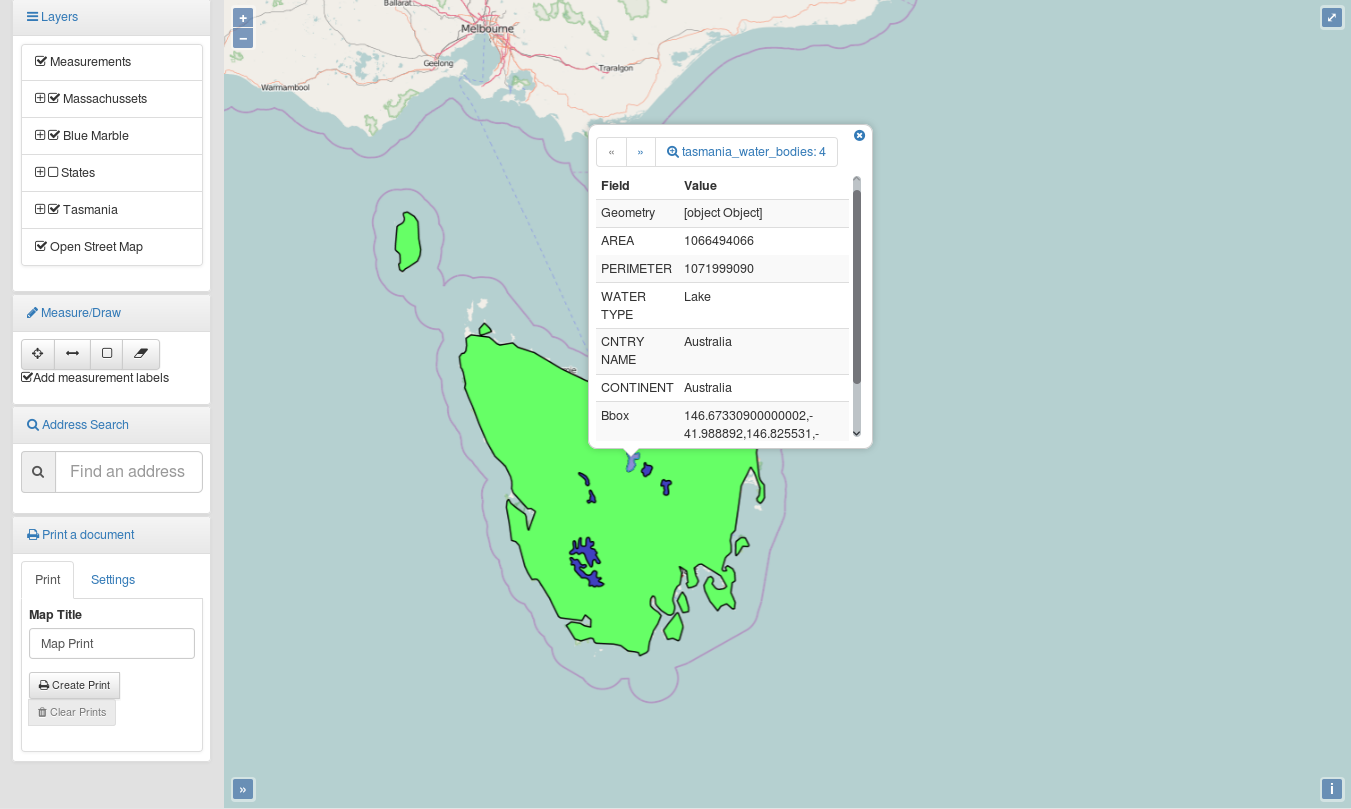 Layers
Measurements
Massachussets
Blue Marble
States
Tasmania
Open Street Map
Measure/Draw
Add measurement labels
Address Search
Find an address
Print a document
Print
Settings
Map Title
Map Print
Create Print
Clear Prints
+
−
Ballarat
Melbourne
Geelong
Traralgon
Warrnambool
« » tasmania_water_bodies: 4
Field Value
Geometry [object Object]
AREA 1066494066
PERIMETER 1071999090
WATER TYPE Lake
CNTRY NAME Australia
CONTINENT Australia
Bbox 146.67330900000002,-
41.988892,146.825531,-
»
i